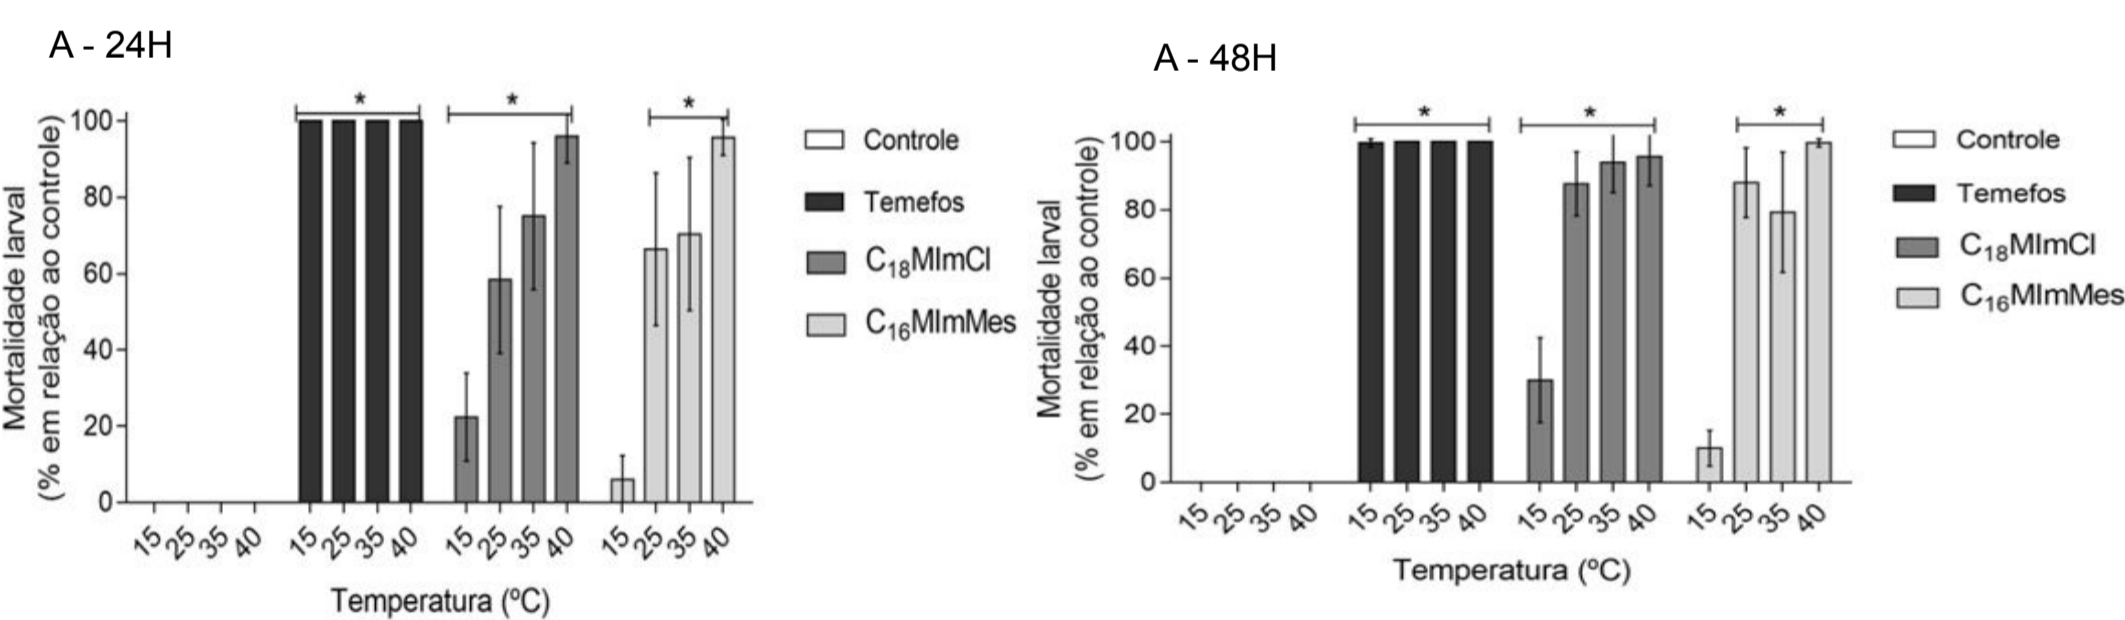 A - 24H
Mortalidade larval
(% em relação ao controle)
100
80
60
40
20
0
* * *
15 25 35 40 15 25 35 40 15 25 35 40 15 25 35 40
Temperatura (ºC)
Controle
Temefos
C₁₈MImCl
C₁₆MImMes
A - 48H
Mortalidade larval
(% em relação ao controle)
100
80
60
40
20
0
* * *
15 25 35 40 15 25 35 40 15 25 35 40 15 25 35 40
Temperatura (ºC)
Controle
Temefos
C₁₈MImCl
C₁₆MImMes